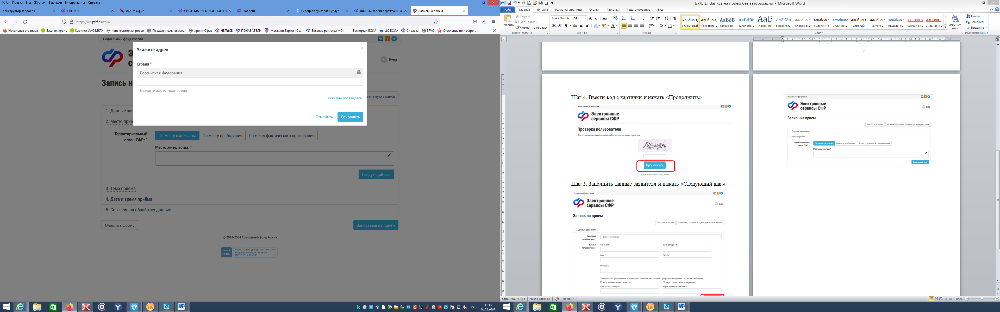 Файл Правка Вид Журнал Закладки Инструменты Справка
Конструктор запросов
НВПиСВ
Фронт-Офис
СИСТЕМА ЭЛЕКТРОННОГО Д
Новости
Реестр получателей услуг
Личный кабинет гражданина
Запись на прием
https://es.pfrf.ru/znp/
Начальная страница Ваш контроль Кабинет ИАС МКГУ Конструктор запросов Предварительная зап... Фронт-Офис НВПиСВ ПОКАЗАТЕЛИ МегаФон Таргет | Се... Ведение регистра МСК Техпортал ЕСИА ЦО ЕСИА Справка SRVO Отделение по Костро...
Социальный фонд России
Вход
Запись н
тельную запись
Укажите адрес
Страна *
Российская Федерация
Введите адрес полностью
показать поля адреса
Отменить Сохранить
1. Данные зая
2. Место приё
Территориальный
орган СФР: *
По месту жительства По месту пребывания По месту фактического проживания
Место жительства: *
Следующий шаг
3. Тема приёма
4. Дата и время приёма
5. Согласие на обработку данных
Очистить форму Записаться на приём
© 2014-2024 Социальный фонд России
ЕСИА
Один пароль для доступа ко всем
государственным услугам
ПОЛУЧИТЬ В СФР
РУС
11:13
05.12.2024
БУКЛЕТ Запись на прием без авторизации - Microsoft Word
Файл Главная Вставка Разметка страницы Ссылки Рассылки Рецензирование Вид
Вставить
Вырезать
Копировать
Формат по образцу
Буфер обмена
Times New Rc 14
Шрифт
Абзац
¶ Обычный ¶ Без инте... Заголово... Заголово... Название Подзагол... Слабое в... Выделение Сильное ... Строгий Цитата 2 Выделенн... Слабая сс... Сильная с...
Стили
Изменить
стили
Найти
Заменить
Выделить
Редактирование
2
Шаг 4. Ввести код с картинки и нажать «Продолжить»
Социальный фонд России
Электронные
сервисы СФР
Проверка пользователя
Для продолжения необходимо пройти дополнительную проверку.
Продолжить
© 2008-2024 Социальный фонд России
Шаг 5. Заполнить данные заявителя и нажать «Следующий шаг»
Социальный фонд России
Электронные
сервисы СФР
Вход
Запись на прием
Показать историю Отменить / перенести предварительную запись
1. Данные заявителя
Категория
пользователя: *
Физическое лицо
Данные
пользователя: *
Фамилия: * Дата рождения *
Имя: * СНИЛС: *
Отчество:
Хочу получать уведомления о ходе предоставления запрошенных услуг путем передачи текстовых сообщений:
на указанный номер телефона на указанную электронную почту
Контактный телефон: * Адрес электронной почты:
Социальный фонд России
Электронные
сервисы СФР
Вход
Запись на прием
Показать историю Отменить / перенести предварительную запись
1. Данные заявителя
2. Место приёма
Территориальный
орган СФР: *
По месту жительства По месту пребывания По месту фактического проживания
Место жительства: *
Следующий шаг
Страница: 4 из 4 Число слов: 62 русский
100%